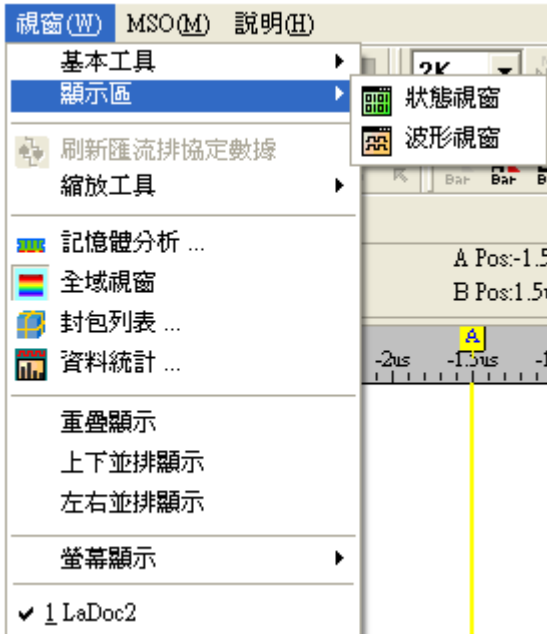 視窗(W) MSO(M) 説明(H)
基本工具
2K
顯示區
狀態視窗
波形視窗
刷新匯流排協定數據
縮放工具
Bar Bar
記憶體分析 ...
A Pos:-1.5
全域視窗
B Pos:1.5u
封包列表 ...
A
資料統計 ...
-2us -1.5us -1
重疊顯示
上下並排顯示
左右並排顯示
螢幕顯示
1 LaDoc2